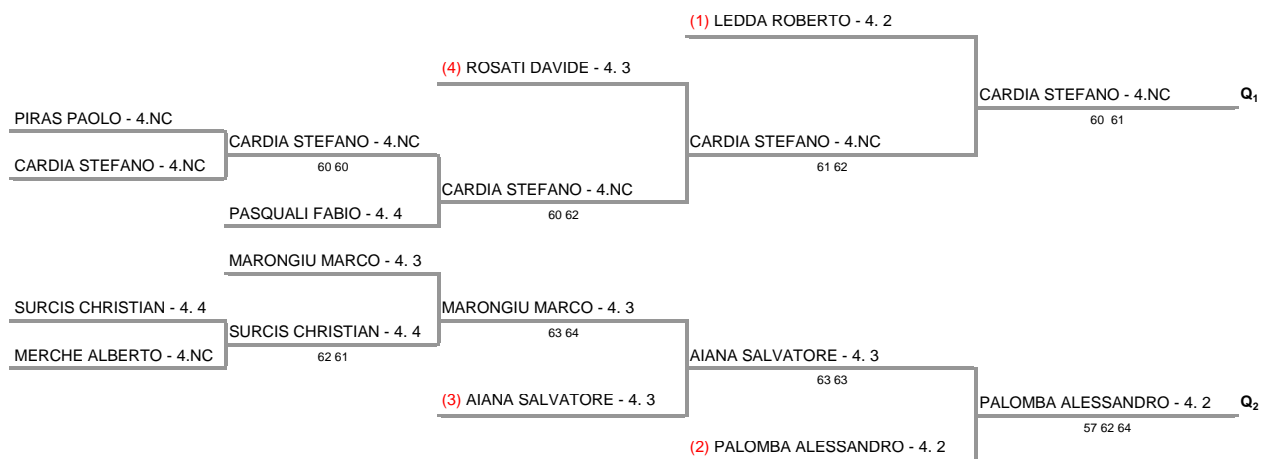 (1) LEDDA ROBERTO - 4. 2
(4) ROSATI DAVIDE - 4. 3
CARDIA STEFANO - 4.NC Q1
60 61
PIRAS PAOLO - 4.NC
CARDIA STEFANO - 4.NC
60 60
CARDIA STEFANO - 4.NC
61 62
CARDIA STEFANO - 4.NC
CARDIA STEFANO - 4.NC
60 62
PASQUALI FABIO - 4. 4
MARONGIU MARCO - 4. 3
SURCIS CHRISTIAN - 4. 4
MARONGIU MARCO - 4. 3
63 64
SURCIS CHRISTIAN - 4. 4
62 61
MERCHE ALBERTO - 4.NC
AIANA SALVATORE - 4. 3
63 63
(3) AIANA SALVATORE - 4. 3
PALOMBA ALESSANDRO - 4. 2 Q2
57 62 64
(2) PALOMBA ALESSANDRO - 4. 2